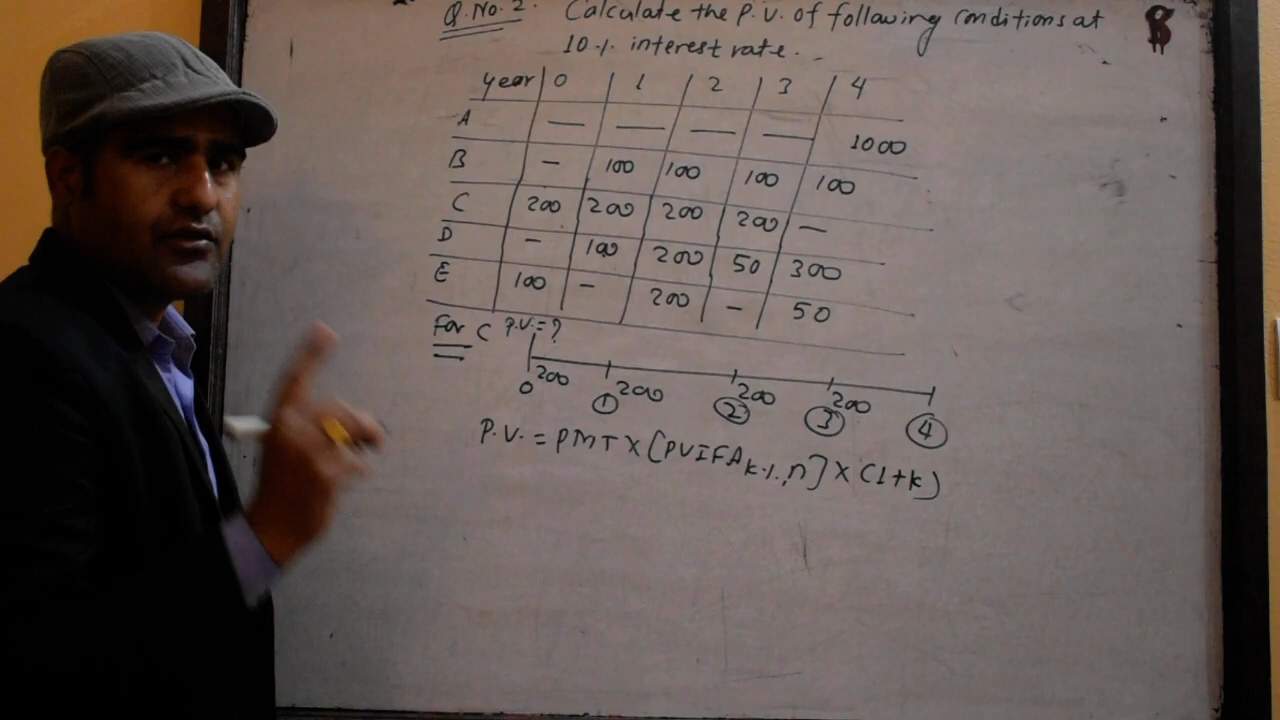 Q.No.2. Calculate the P.V. of following conditions at
10% interest rate.
Year 0 1 2 3 4
A — — — — 1000
B — 100 100 100 100
C 200 200 200 200 —
D — 100 200 50 300
E 100 — 200 — 50
For C P.V.=?
200 200 200 200
0 1 2 3 4
P.V. = PMT X [PVIFA k%,n] X (1+k)